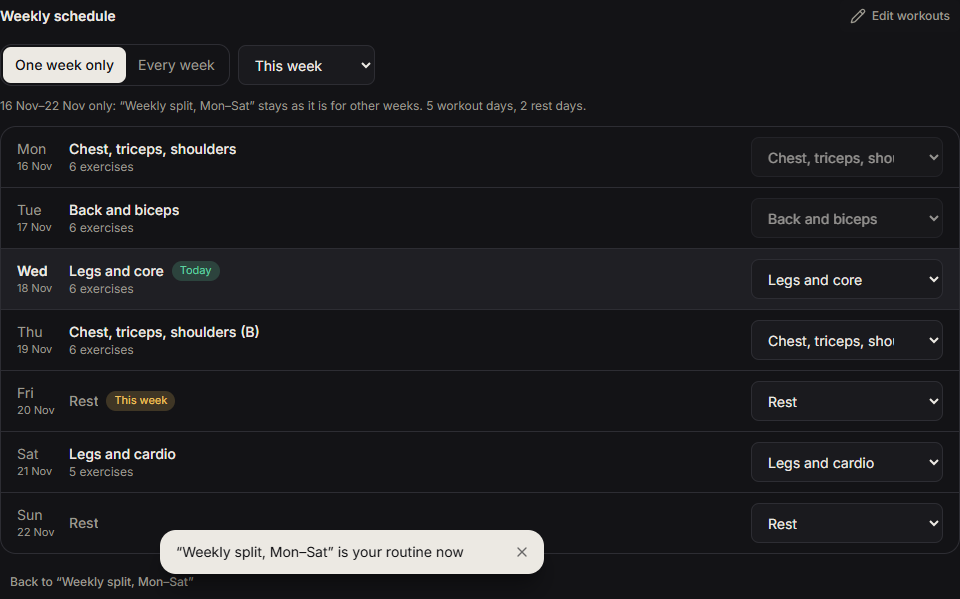 Weekly schedule
Edit workouts
One week only
Every week
This week
16 Nov–22 Nov only: “Weekly split, Mon–Sat” stays as it is for other weeks. 5 workout days, 2 rest days.
Mon
16 Nov
Chest, triceps, shoulders
6 exercises
Chest, triceps, shou
Tue
17 Nov
Back and biceps
6 exercises
Back and biceps
Wed
18 Nov
Legs and core
Today
6 exercises
Legs and core
Thu
19 Nov
Chest, triceps, shoulders (B)
6 exercises
Chest, triceps, shou
Fri
20 Nov
Rest
This week
Rest
Sat
21 Nov
Legs and cardio
5 exercises
Legs and cardio
Sun
22 Nov
Rest
Rest
“Weekly split, Mon–Sat” is your routine now
Back to “Weekly split, Mon–Sat”